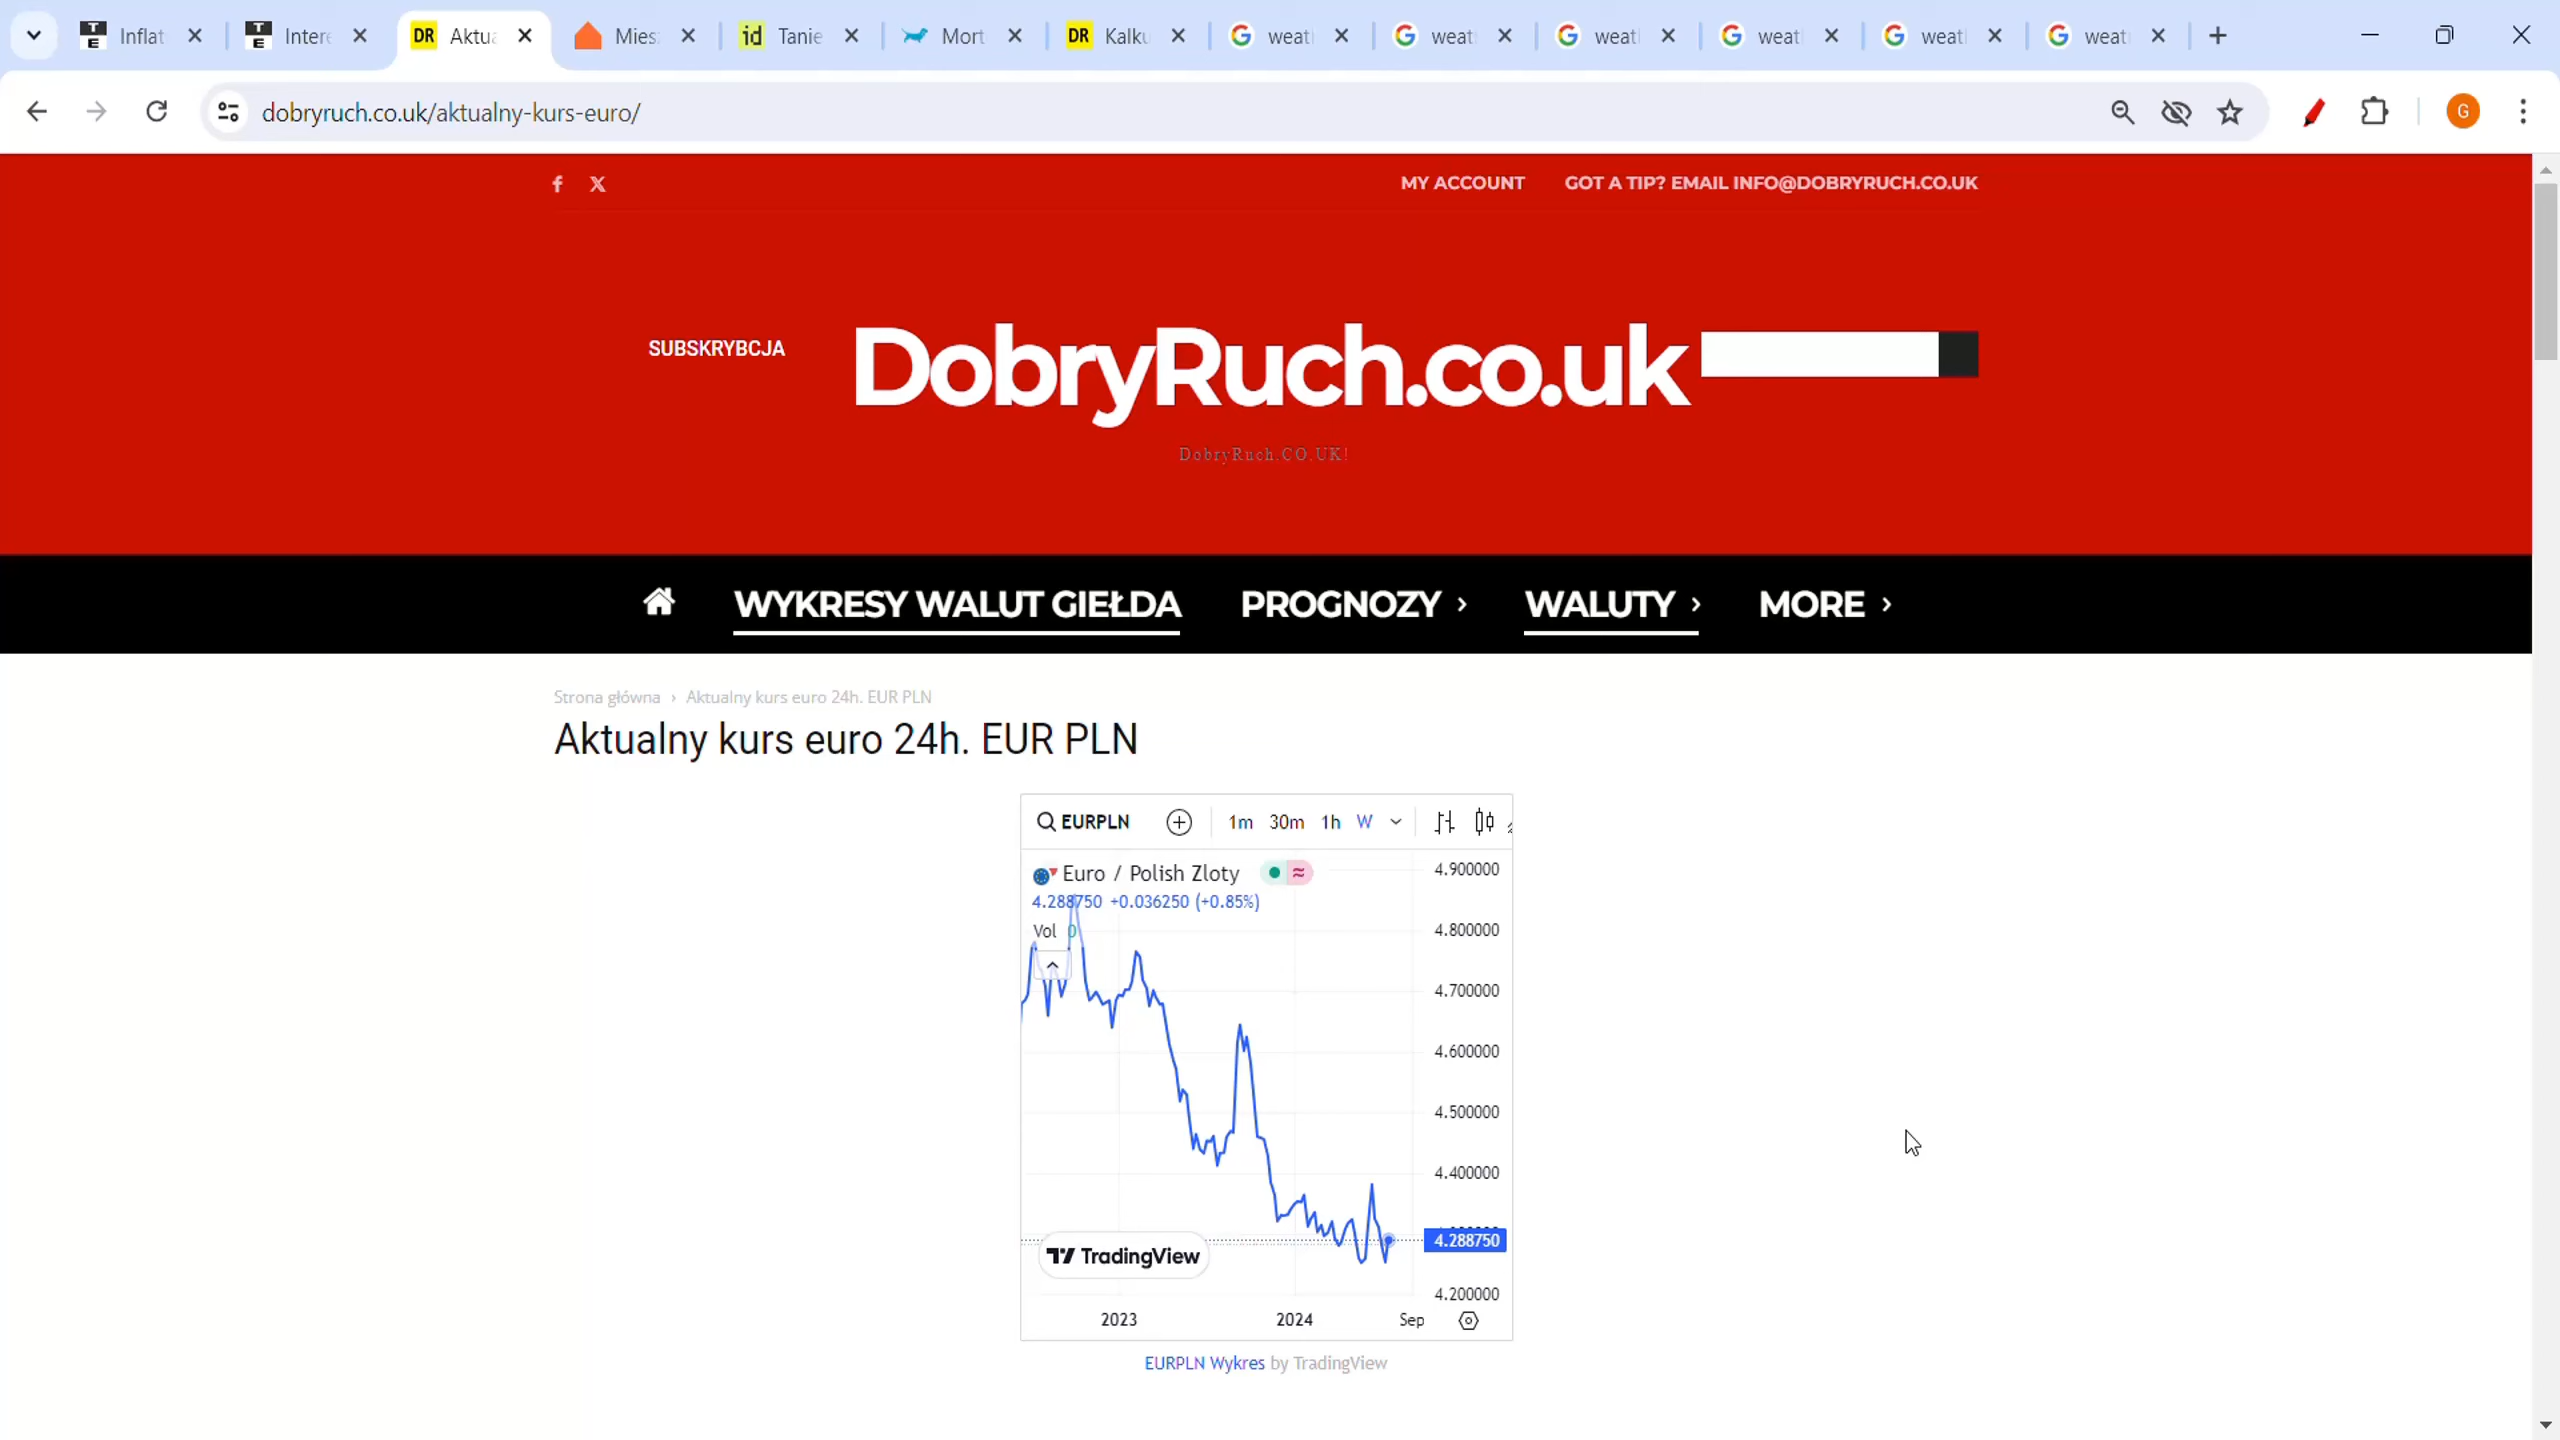 Inflat
Inter
Aktua
Mies
Tanie
Mort
Kalku
weat
weat
weat
weat
weat
weat
dobryruch.co.uk/aktualny-kurs-euro/
G
MY ACCOUNT
GOT A TIP? EMAIL INFO@DOBRYRUCH.CO.UK
SUBSKRYBCJA
DobryRuch.co.uk
DobryRuch.CO.UK!
WYKRESY WALUT GIEŁDA
PROGNOZY
WALUTY
MORE
Strona główna › Aktualny kurs euro 24h. EUR PLN
Aktualny kurs euro 24h. EUR PLN
EURPLN
1m 30m 1h W
Euro / Polish Zloty
4.288750 +0.036250 (+0.85%)
Vol 0
4.900000
4.800000
4.700000
4.600000
4.500000
4.400000
4.288750
4.200000
TradingView
2023
2024
Sep
EURPLN Wykres by TradingView